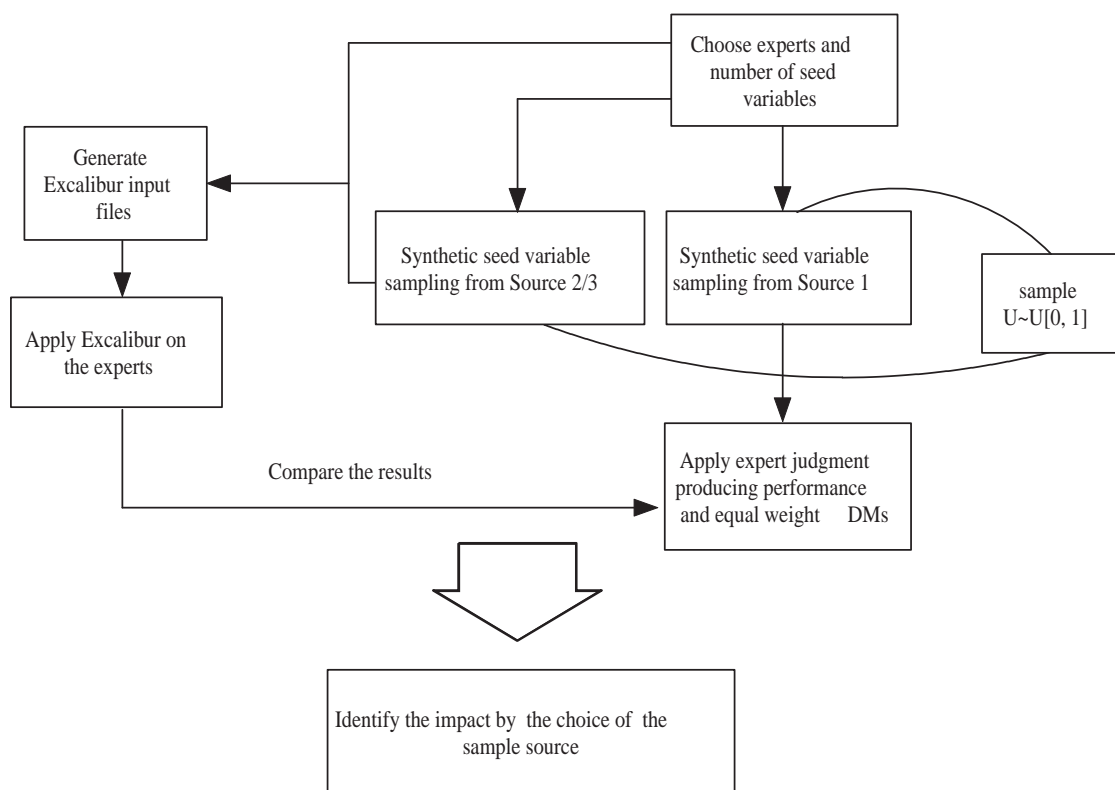 Choose experts and
number of seed
variables
Generate
Excalibur input
files
Synthetic seed variable
sampling from Source 2/3
Synthetic seed variable
sampling from Source 1
sample
U~U[0, 1]
Apply Excalibur on
the experts
Compare the results
Apply expert judgment
producing performance
and equal weight DMs
Identify the impact by the choice of the
sample source